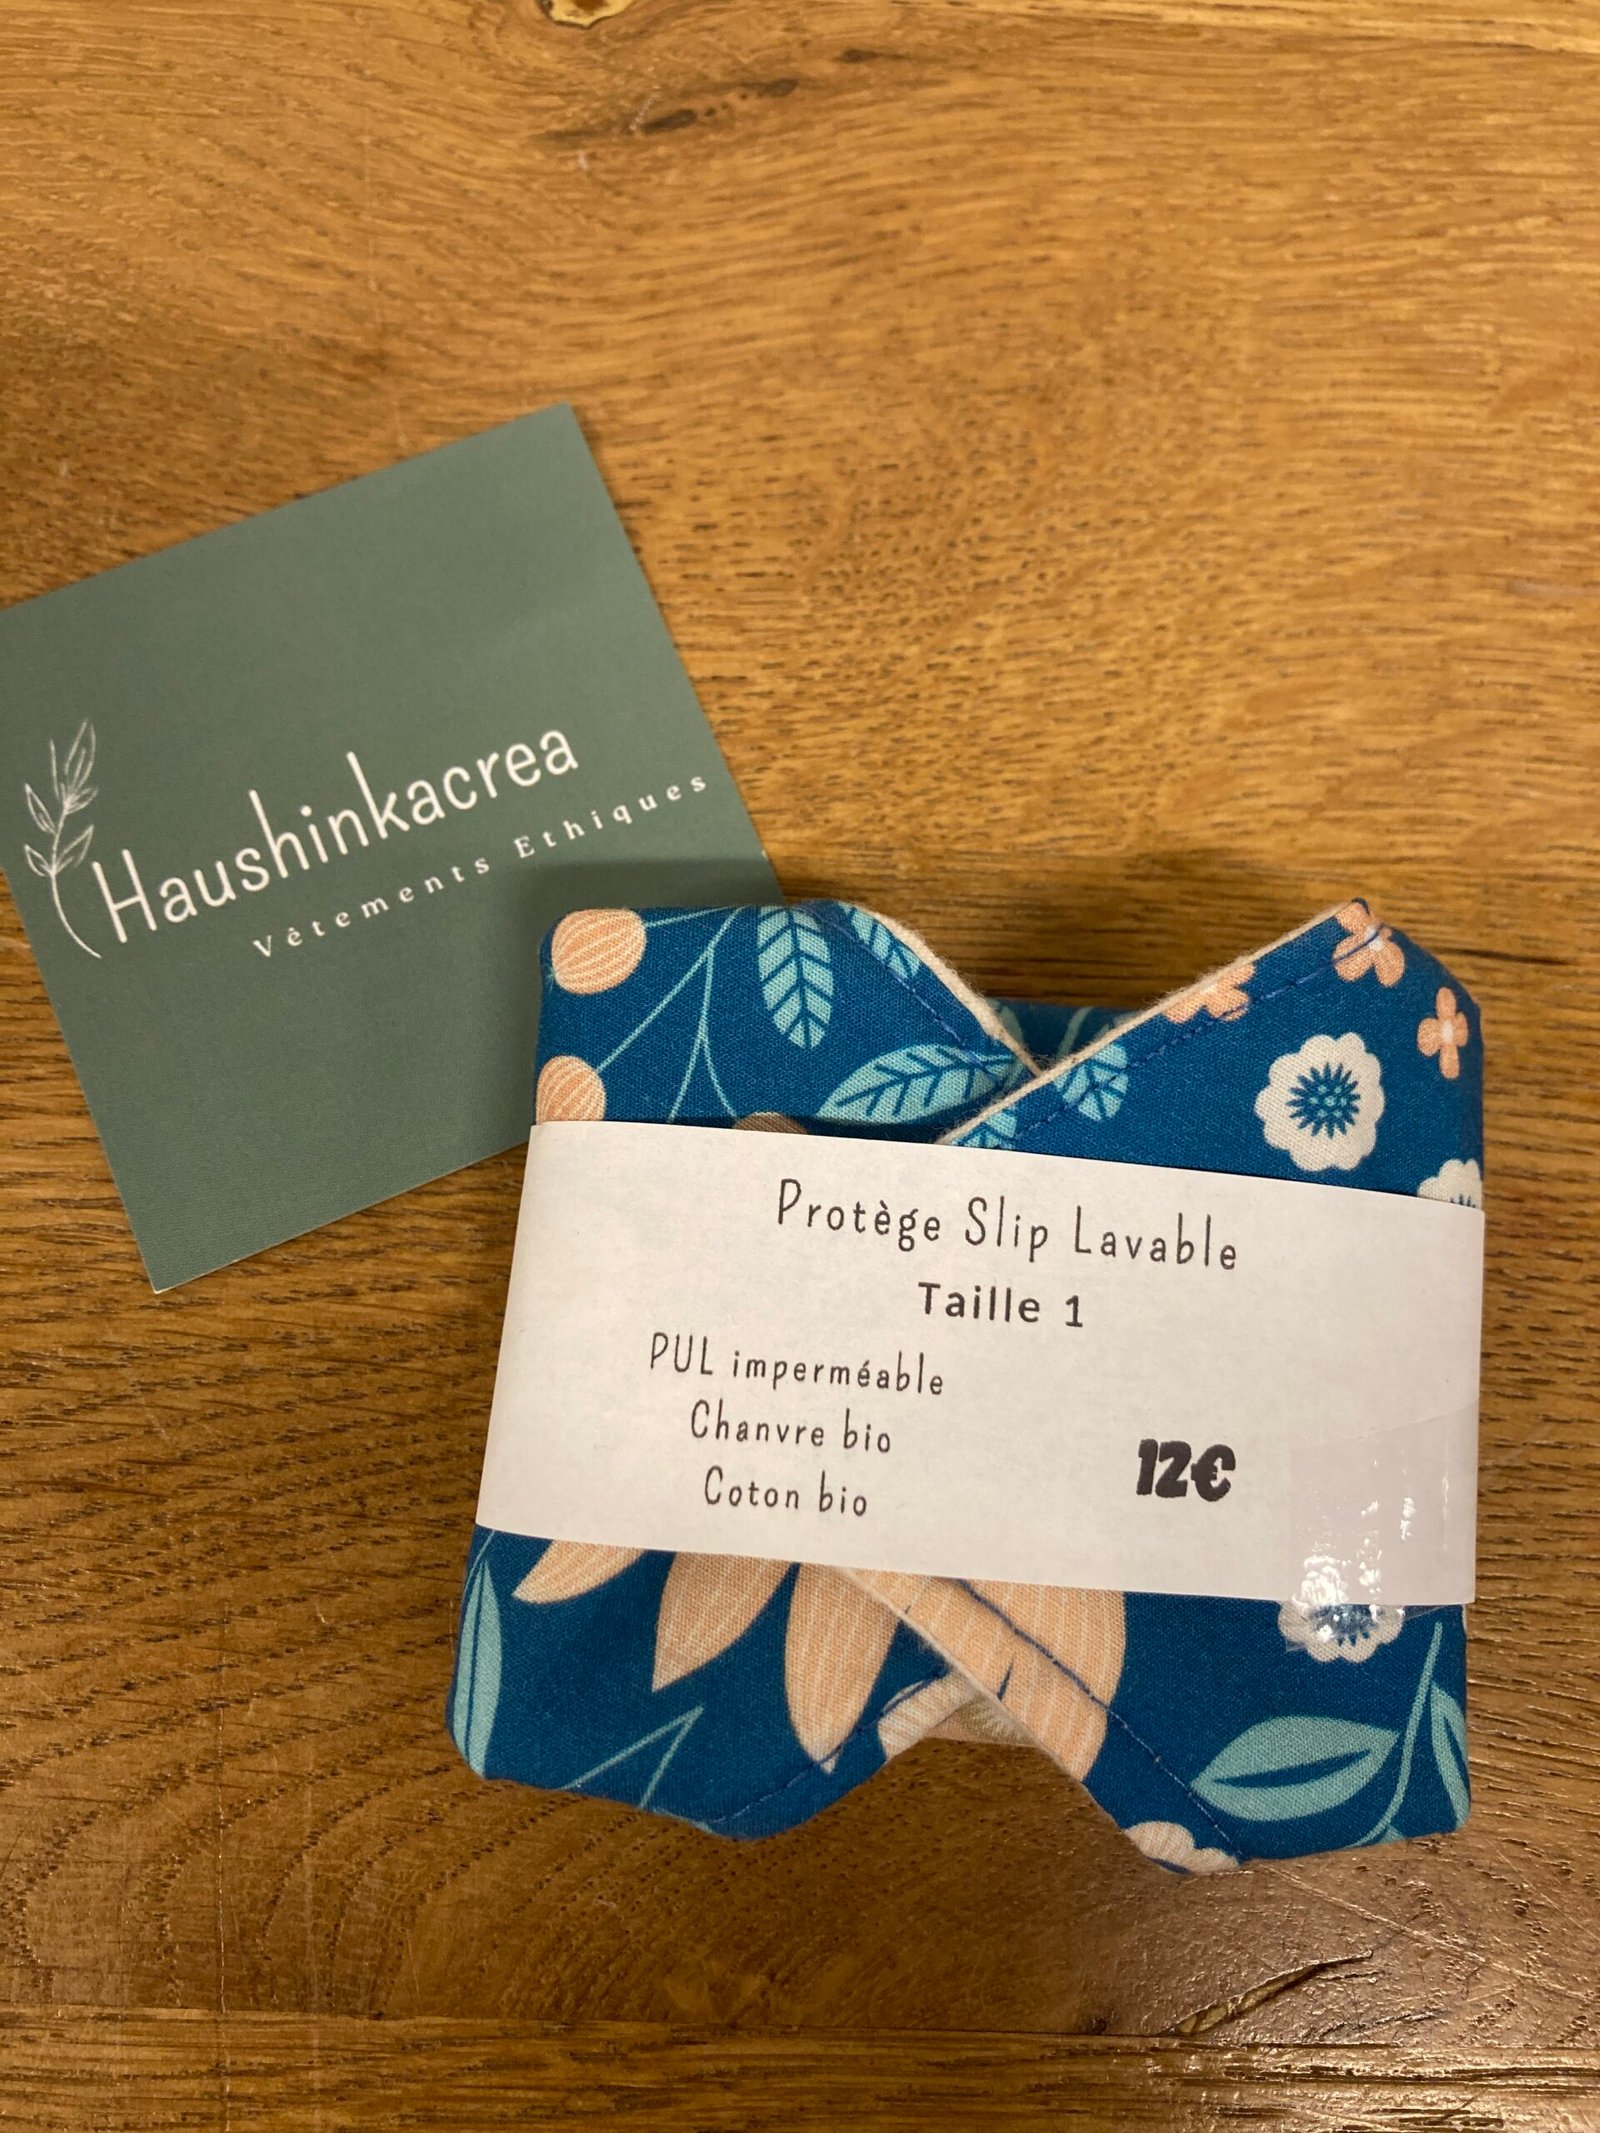 Haushinkacrea
Vêtements Ethiques
Protège Slip Lavable
Taille 1
PUL imperméable
Chanvre bio
Coton bio
12€